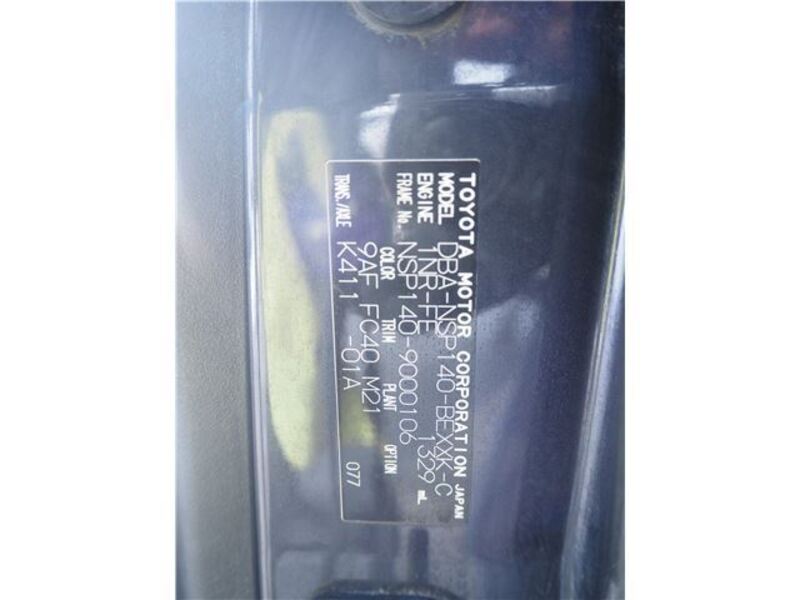 TOYOTA MOTOR CORPORATION JAPAN
MODEL DBA-NSP140-BEXXK-C
ENGINE 1NR-FE 1329 mL
FRAME No. NSP140-9000106
COLOR TRIM PLANT OPTION
9AF FC40 M21
TRANS./AXLE K411 -01A 077